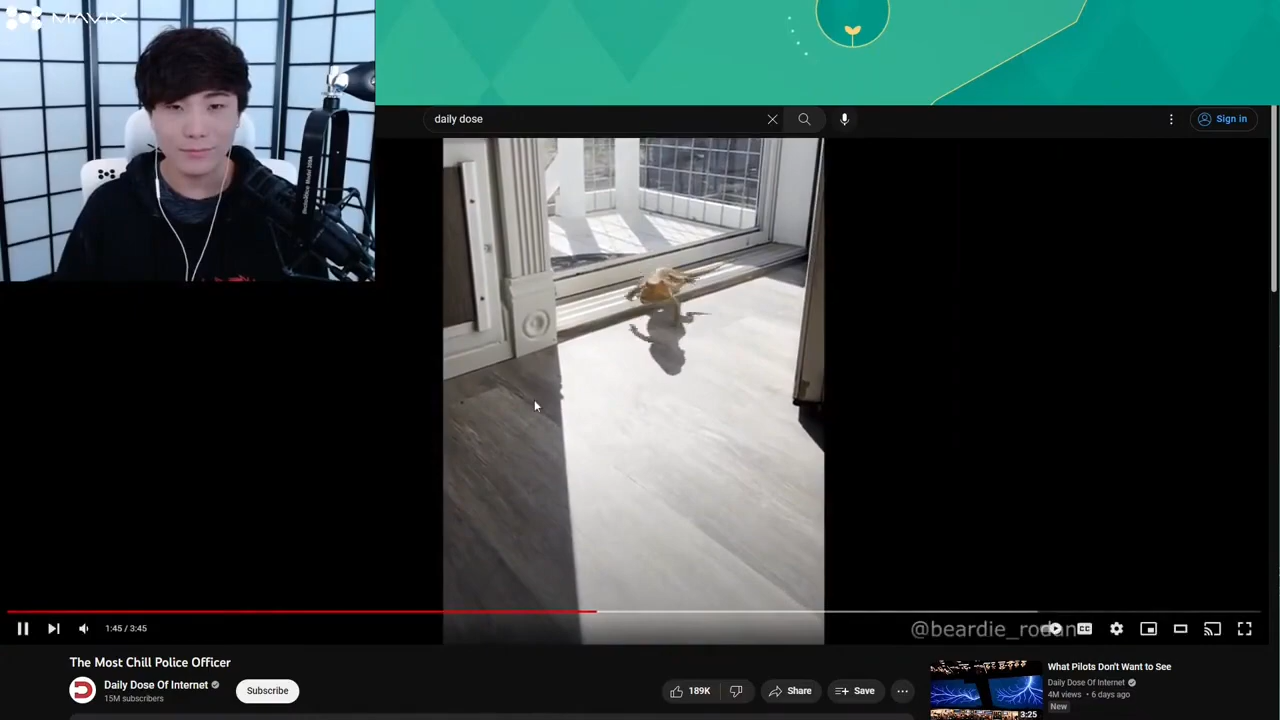 MAVIX
daily dose
Sign in
1:45 / 3:45
The Most Chill Police Officer
Daily Dose Of Internet
15M subscribers
Subscribe
189K
Share
Save
What Pilots Don't Want to See
Daily Dose Of Internet
4M views • 6 days ago
New
3:25
CC